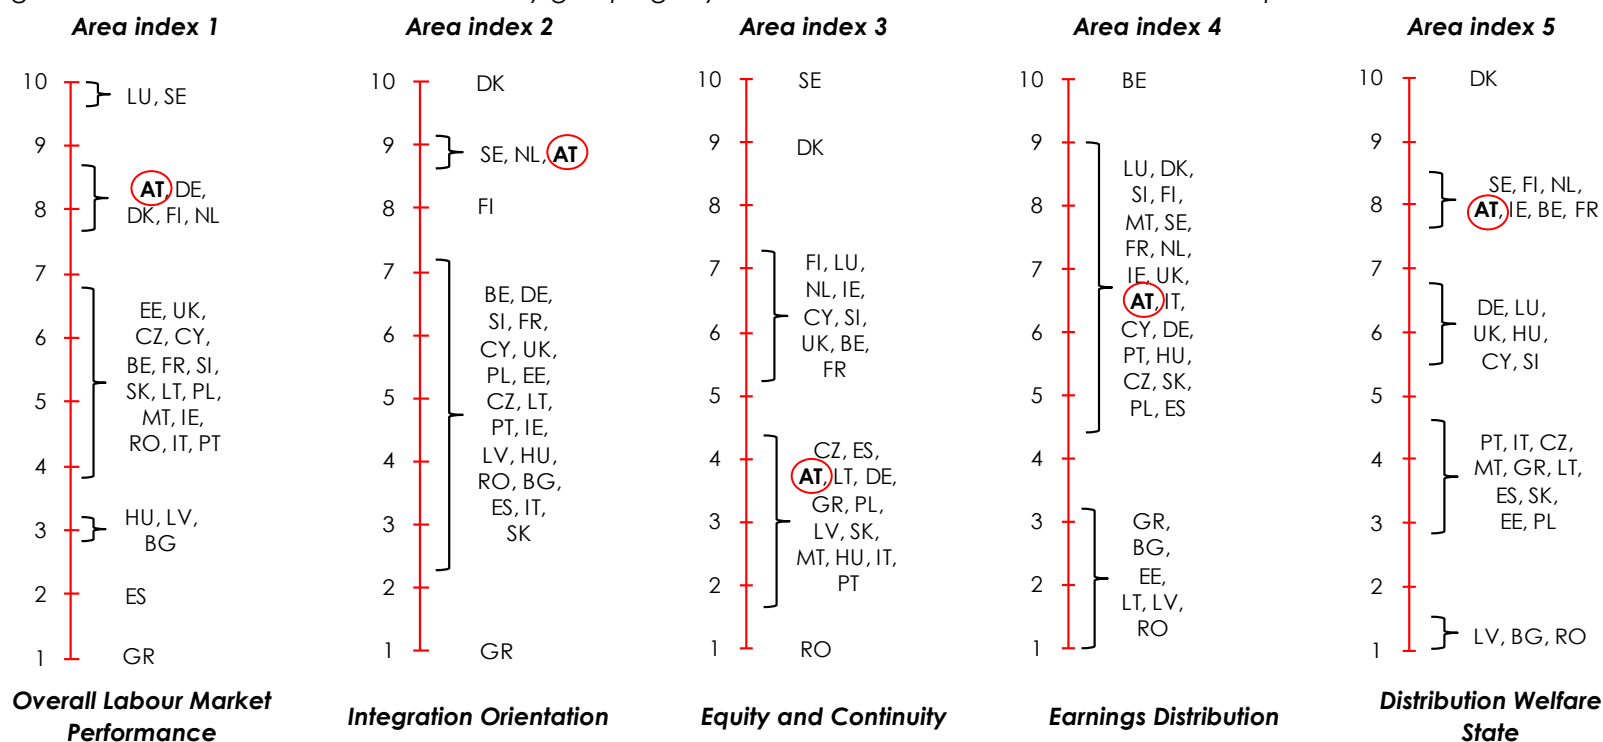 Area index 1
10
9
8
7
6
5
4
3
2
1
LU, SE
AT, DE,
DK, FI, NL
EE, UK,
CZ, CY,
BE, FR, SI,
SK, LT, PL,
MT, IE,
RO, IT, PT
HU, LV,
BG
ES
GR
Overall Labour Market
Performance
Area index 2
10
9
8
7
6
5
4
3
2
1
DK
SE, NL, AT
FI
BE, DE,
SI, FR,
CY, UK,
PL, EE,
CZ, LT,
PT, IE,
LV, HU,
RO, BG,
ES, IT,
SK
GR
Integration Orientation
Area index 3
10
9
8
7
6
5
4
3
2
1
SE
DK
FI, LU,
NL, IE,
CY, SI,
UK, BE,
FR
CZ, ES,
AT, LT, DE,
GR, PL,
LV, SK,
MT, HU, IT,
PT
RO
Equity and Continuity
Area index 4
10
9
8
7
6
5
4
3
2
1
BE
LU, DK,
SI, FI,
MT, SE,
FR, NL,
IE, UK,
AT, IT,
CY, DE,
PT, HU,
CZ, SK,
PL, ES
GR,
BG,
EE,
LT, LV,
RO
Earnings Distribution
Area index 5
10
9
8
7
6
5
4
3
2
1
DK
SE, FI, NL,
AT, IE, BE, FR
DE, LU,
UK, HU,
CY, SI
PT, IT, CZ,
MT, GR, LT,
ES, SK,
EE, PL
LV, BG, RO
Distribution Welfare
State